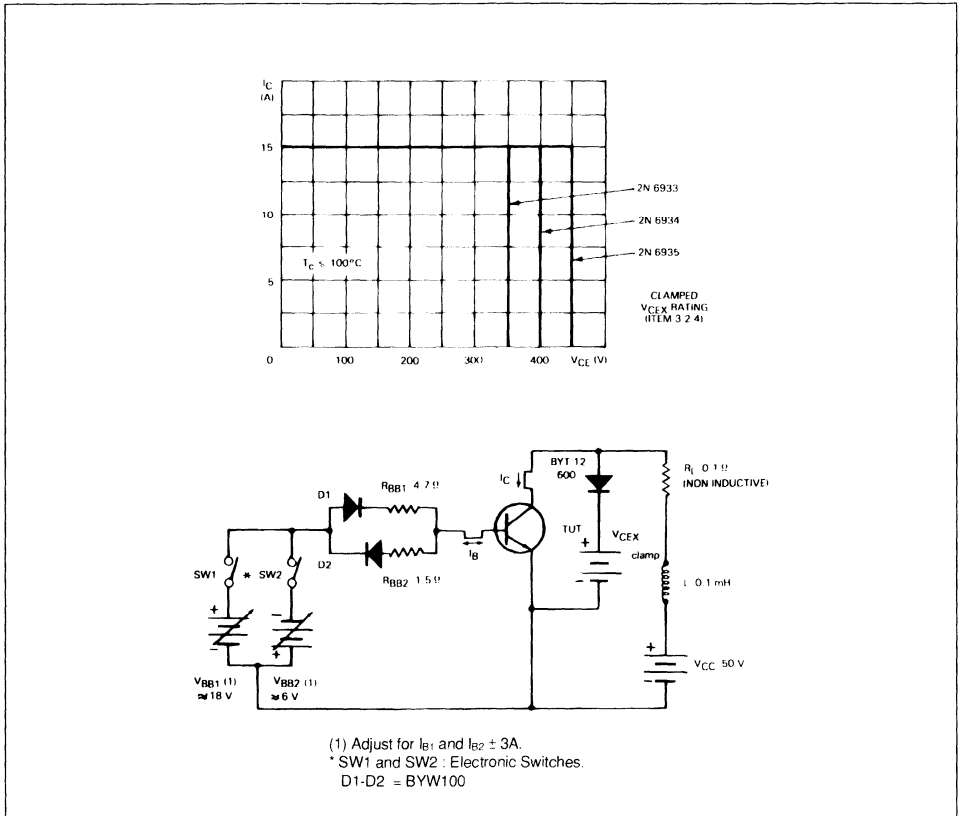 IC
(A)
15
10
5
0
100
200
300
400
VCE (V)
Tc ≤ 100°C
2N 6933
2N 6934
2N 6935
CLAMPED
VCEX RATING
(ITEM 3 2 4)
D1
RBB1 4.7 Ω
D2
RBB2 1.5 Ω
SW1 * SW2
+
-
-
+
VBB1 (1)
≈ 18 V
VBB2 (1)
≈ 6 V
IB
IC
TUT
BYT 12
600
+
VCEX
clamp
-
RL 0.1 Ω
(NON INDUCTIVE)
L 0.1 mH
+
-
VCC 50 V
(1) Adjust for IB1 and IB2 ± 3A.
* SW1 and SW2 : Electronic Switches.
D1-D2 = BYW100